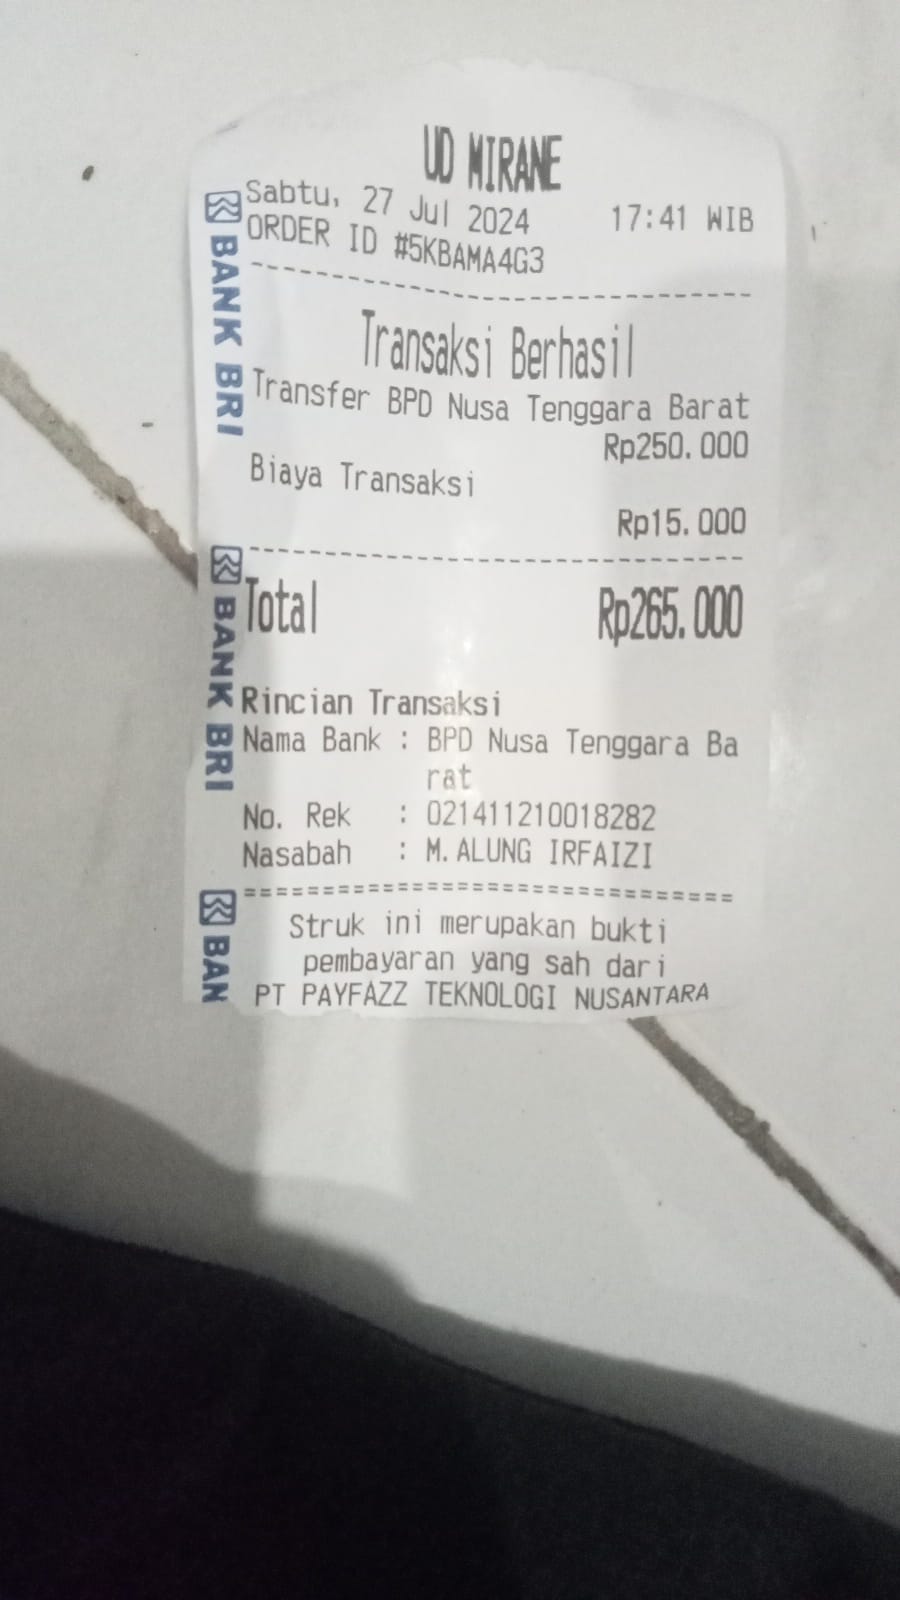 UD MIRANE
Sabtu, 27 Jul 2024 17:41 WIB
ORDER ID #5KBAMA4G3
Transaksi Berhasil
Transfer BPD Nusa Tenggara Barat
Rp250.000
Biaya Transaksi
Rp15.000
Total Rp265.000
Rincian Transaksi
Nama Bank : BPD Nusa Tenggara Ba
rat
No. Rek : 021411210018282
Nasabah : M.ALUNG IRFAIZI
================================
Struk ini merupakan bukti
pembayaran yang sah dari
PT PAYFAZZ TEKNOLOGI NUSANTARA
BANK BRI
BANK BRI
BAN